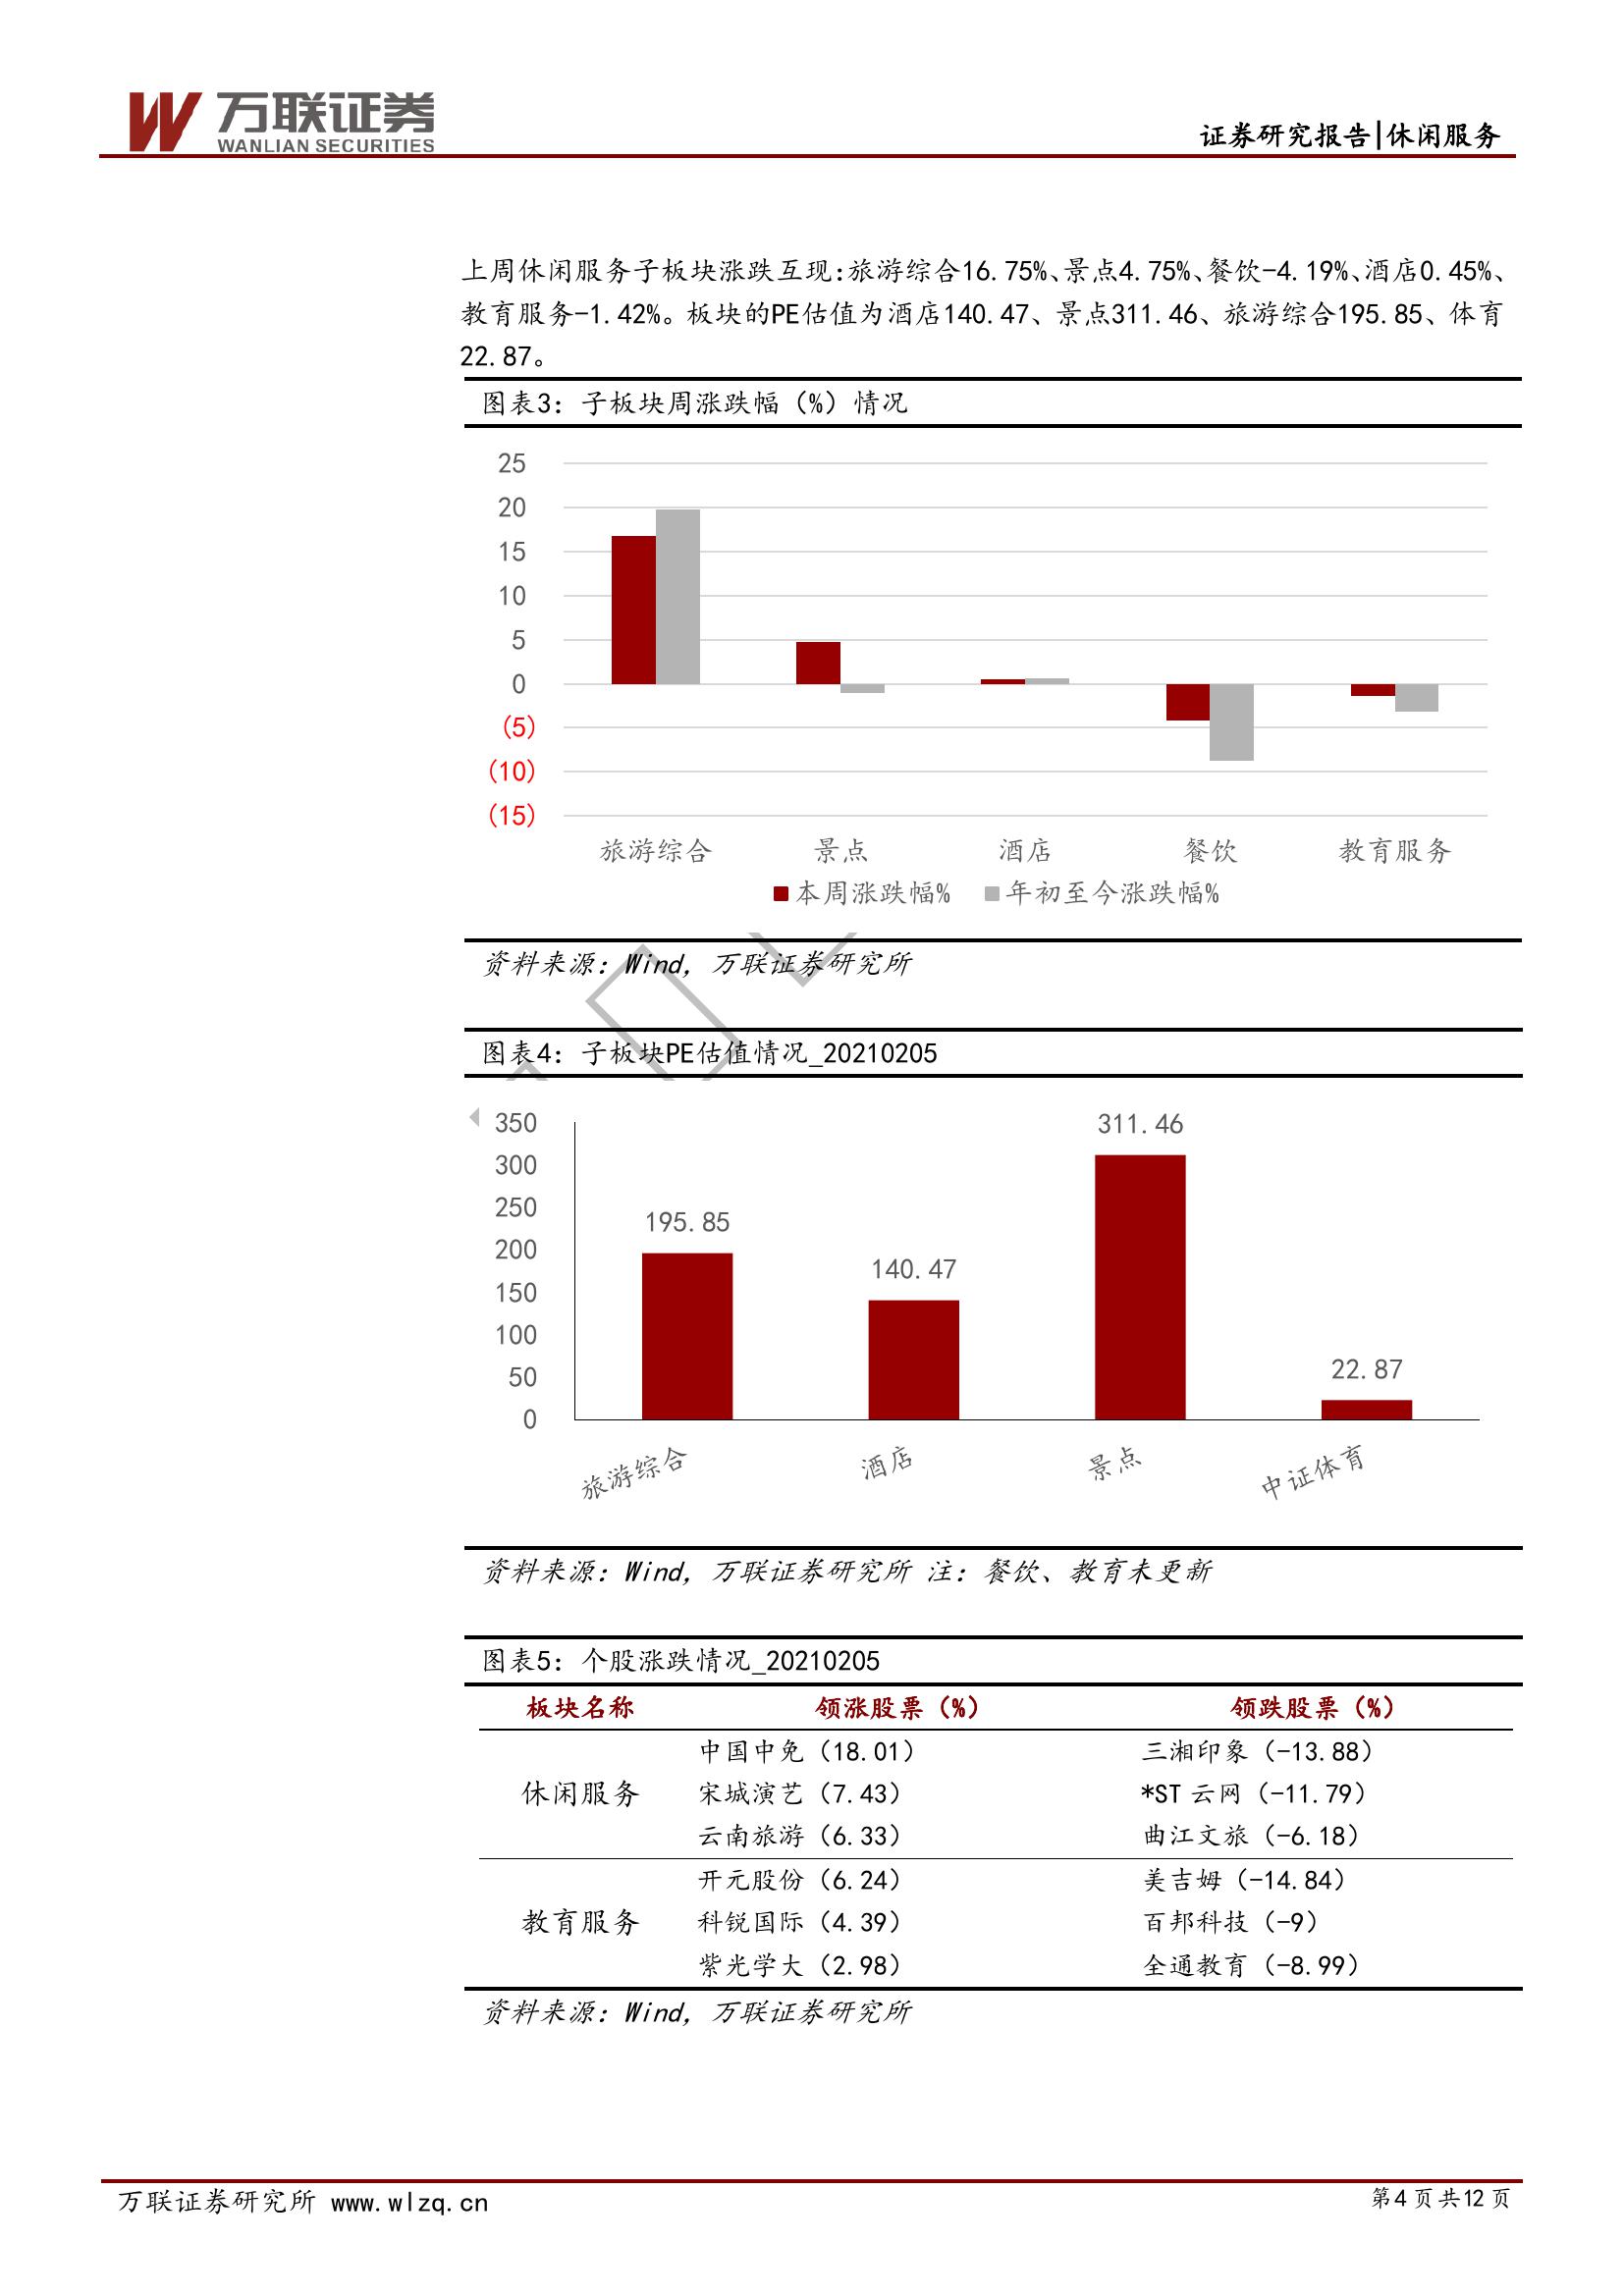 万联证券
WANLIAN SECURITIES
证券研究报告|休闲服务
上周休闲服务子板块涨跌互现：旅游综合16.75%、景点4.75%、餐饮-4.19%、酒店0.45%、
教育服务-1.42%。板块的PE估值为酒店140.47、景点311.46、旅游综合195.85、体育
22.87。
图表3：子板块周涨跌幅（%）情况
25
20
15
10
5
0
(5)
(10)
(15)
旅游综合 景点 酒店 餐饮 教育服务
本周涨跌幅% 年初至今涨跌幅%
资料来源：Wind，万联证券研究所
图表4：子板块PE估值情况_20210205
350
300
250
200
150
100
50
0
195.85
140.47
311.46
22.87
旅游综合 酒店 景点 中证体育
资料来源：Wind，万联证券研究所 注：餐饮、教育未更新
图表5：个股涨跌情况_20210205
板块名称 领涨股票（%） 领跌股票（%）
中国中免（18.01） 三湘印象（-13.88）
休闲服务 宋城演艺（7.43） *ST 云网（-11.79）
云南旅游（6.33） 曲江文旅（-6.18）
开元股份（6.24） 美吉姆（-14.84）
教育服务 科锐国际（4.39） 百邦科技（-9）
紫光学大（2.98） 全通教育（-8.99）
资料来源：Wind，万联证券研究所
万联证券研究所 www.wlzq.cn
第4页共12页